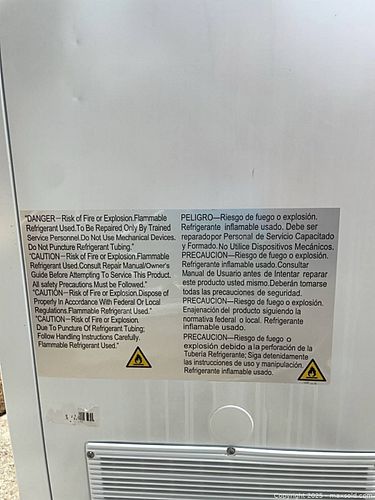 "DANGER－Risk of Fire or Explosion.Flammable
Refrigerant Used.To Be Repaired Only By Trained
Service Personnel.Do Not Use Mechanical Devices.
Do Not Puncture Refrigerant Tubing."
"CAUTION－Risk of Fire or Explosion.Flammable
Refrigerant Used.Consult Repair Manual/Owner's
Guide Before Attempting To Service This Product.
All safety Precautions Must be Followed."
"CAUTION－Risk of Fire or Explosion.Dispose of
Properly In Accordance With Federal Or Local
Regulations.Flammable Refrigerant Used."
"CAUTION－Risk of Fire or Explosion
Due To Puncture Of Refrigerant Tubing;
Follow Handling Instructions Carefully.
Flammable Refrigerant Used."
PELIGRO—Riesgo de fuego o explosión.
Refrigerante inflamable usado. Debe ser
reparadopor Personal de Servicio Capacitado
y Formado.No Utilice Dispositivos Mecánicos.
PRECAUCION—Riesgo de fuego o explosión.
Refrigerante inflamable usado.Consultar
Manual de Usuario antes de Intentar reparar
este producto usted mismo.Deberán tomarse
todas las precauciones de seguridad.
PRECAUCION—Riesgo de fuego o explosión.
Enajenación del producto siguiendo la
normativa federal o local. Refrigerante
inflamable usado.
PRECAUCION—Riesgo de fuego o
explosión debido a la perforación de la
Tubería Refrigerante; Siga detenidamente
las instrucciones de uso y manipulación.
Refrigerante inflamable usado.
Copyright 2025 - maxsold.com